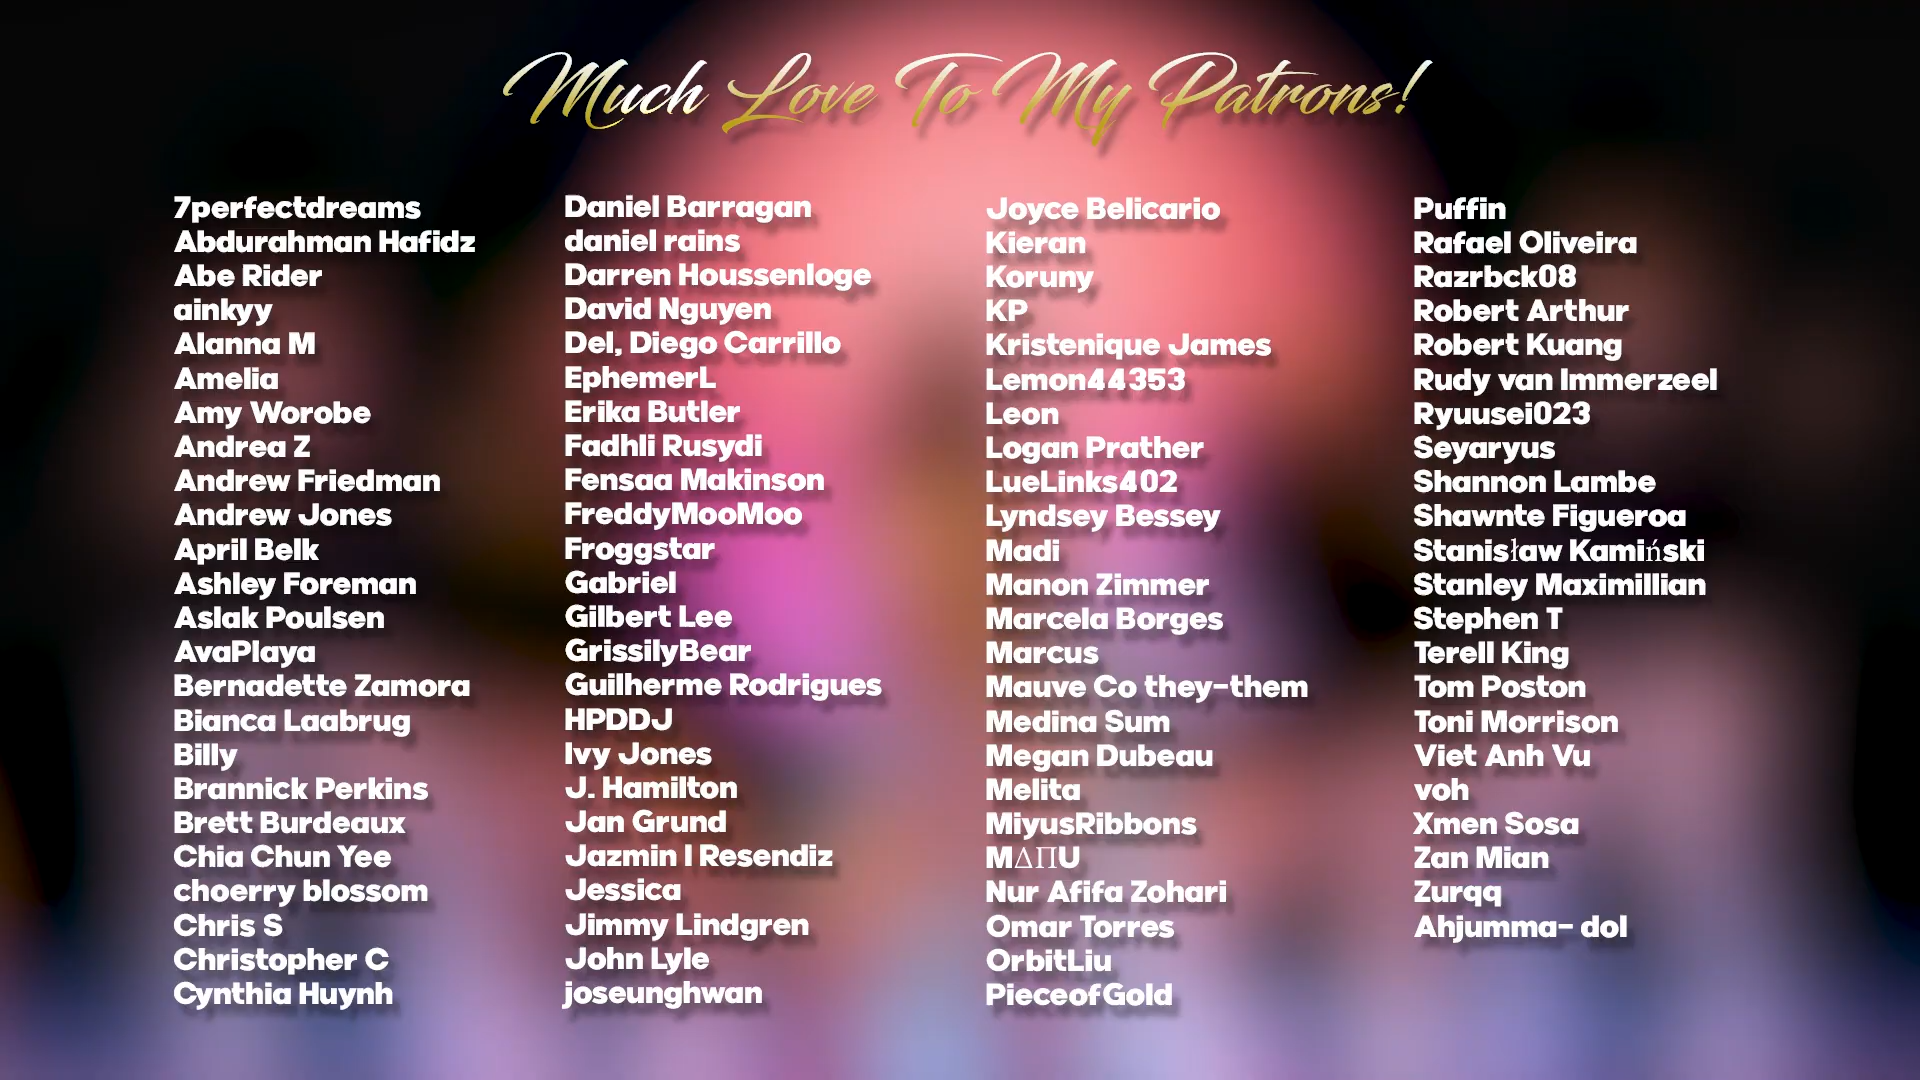 Much Love To My Patrons!
7perfectdreams
Abdurahman Hafidz
Abe Rider
ainkyy
Alanna M
Amelia
Amy Worobe
Andrea Z
Andrew Friedman
Andrew Jones
April Belk
Ashley Foreman
Aslak Poulsen
AvaPlaya
Bernadette Zamora
Bianca Laabrug
Billy
Brannick Perkins
Brett Burdeaux
Chia Chun Yee
choerry blossom
Chris S
Christopher C
Cynthia Huynh
Daniel Barragan
daniel rains
Darren Houssenloge
David Nguyen
Del, Diego Carrillo
EphemerL
Erika Butler
Fadhli Rusydi
Fensaa Makinson
FreddyMooMoo
Froggstar
Gabriel
Gilbert Lee
GrissilyBear
Guilherme Rodrigues
HPDDJ
Ivy Jones
J. Hamilton
Jan Grund
Jazmin I Resendiz
Jessica
Jimmy Lindgren
John Lyle
joseunghwan
Joyce Belicario
Kieran
Koruny
KP
Kristenique James
Lemon44353
Leon
Logan Prather
LueLinks402
Lyndsey Bessey
Madi
Manon Zimmer
Marcela Borges
Marcus
Mauve Co they-them
Medina Sum
Megan Dubeau
Melita
MiyusRibbons
MΔΠU
Nur Afifa Zohari
Omar Torres
OrbitLiu
PieceofGold
Puffin
Rafael Oliveira
Razrbck08
Robert Arthur
Robert Kuang
Rudy van Immerzeel
Ryuusei023
Seyaryus
Shannon Lambe
Shawnte Figueroa
Stanisław Kamiński
Stanley Maximillian
Stephen T
Terell King
Tom Poston
Toni Morrison
Viet Anh Vu
voh
Xmen Sosa
Zan Mian
Zurqq
Ahjumma- dol